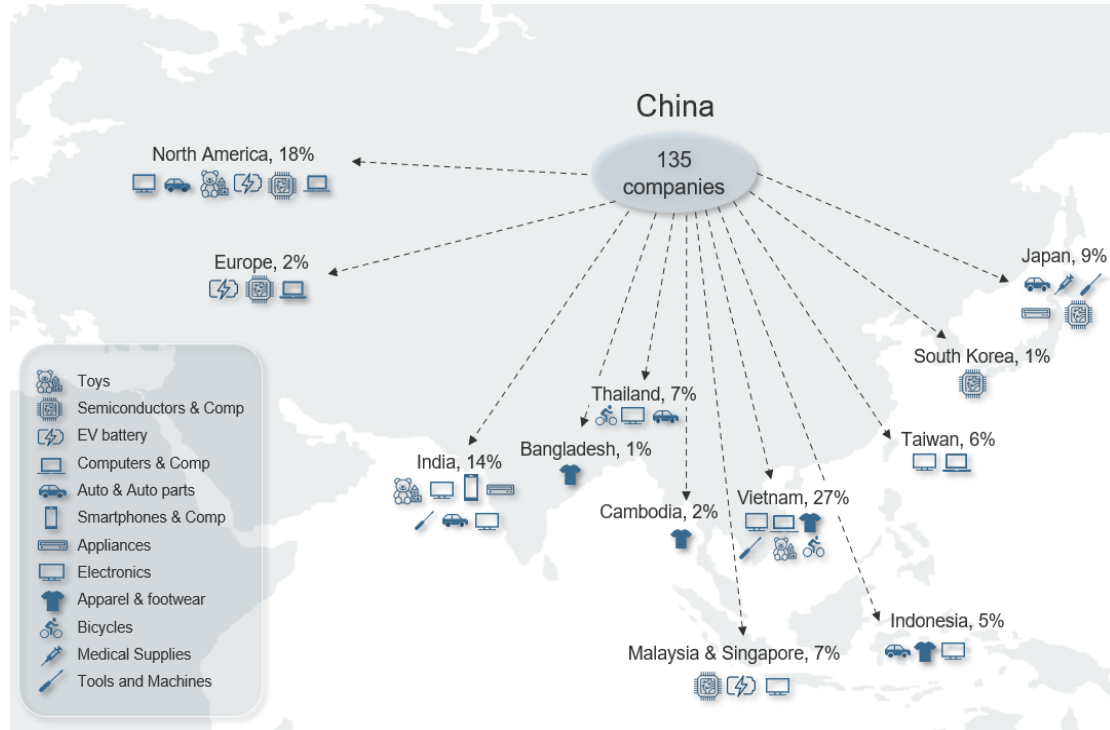 China
135
companies
North America, 18%
Europe, 2%
Japan, 9%
South Korea, 1%
Thailand, 7%
Taiwan, 6%
Bangladesh, 1%
India, 14%
Vietnam, 27%
Cambodia, 2%
Indonesia, 5%
Malaysia & Singapore, 7%
Toys
Semiconductors & Comp
EV battery
Computers & Comp
Auto & Auto parts
Smartphones & Comp
Appliances
Electronics
Apparel & footwear
Bicycles
Medical Supplies
Tools and Machines